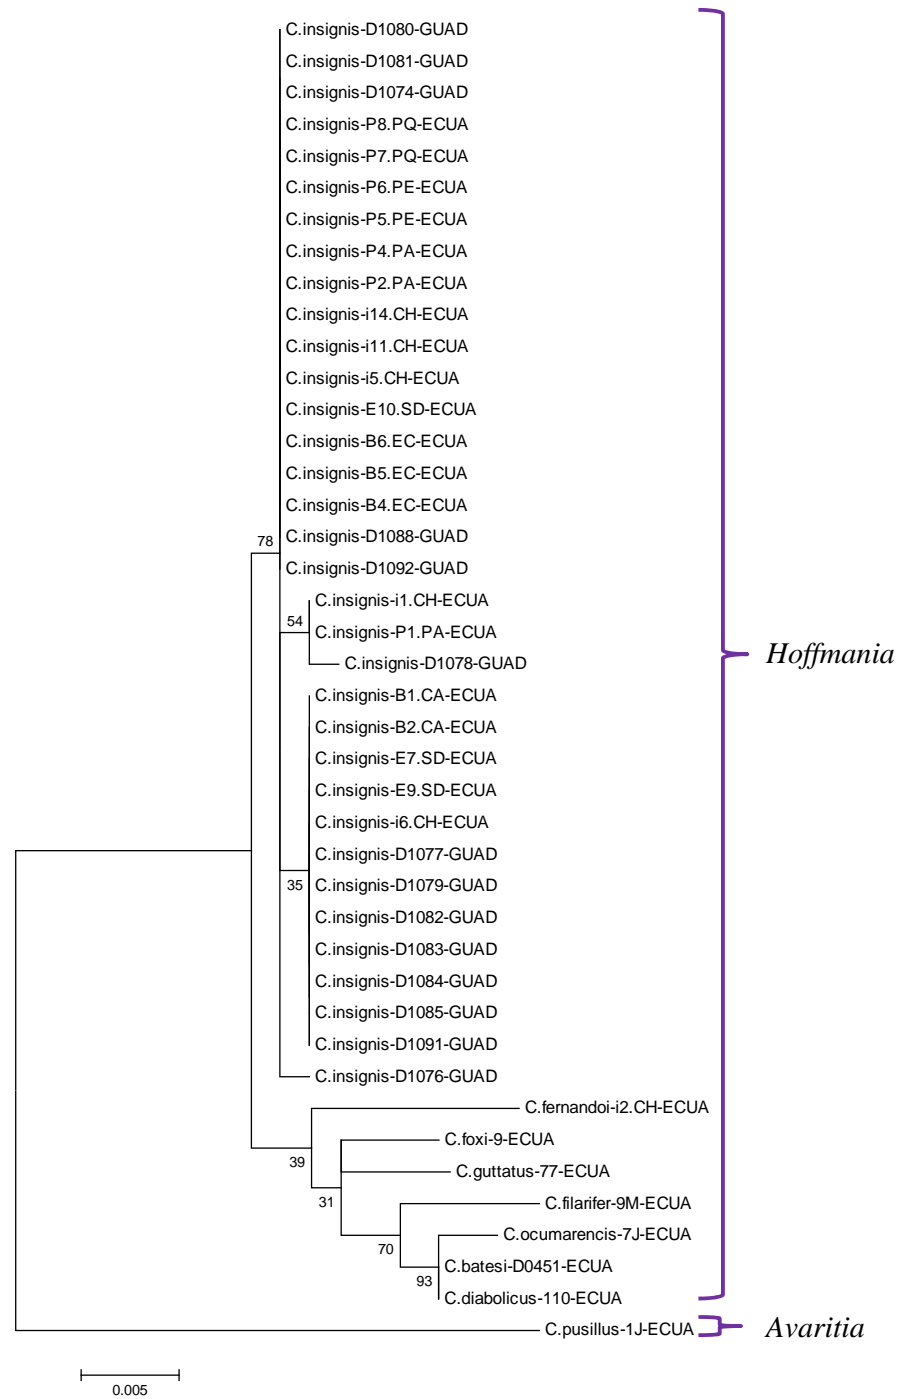 C.insignis-D1080-GUAD
C.insignis-D1081-GUAD
C.insignis-D1074-GUAD
C.insignis-P8.PQ-ECUA
C.insignis-P7.PQ-ECUA
C.insignis-P6.PE-ECUA
C.insignis-P5.PE-ECUA
C.insignis-P4.PA-ECUA
C.insignis-P2.PA-ECUA
C.insignis-i14.CH-ECUA
C.insignis-i11.CH-ECUA
C.insignis-i5.CH-ECUA
C.insignis-E10.SD-ECUA
C.insignis-B6.EC-ECUA
C.insignis-B5.EC-ECUA
C.insignis-B4.EC-ECUA
C.insignis-D1088-GUAD
78
C.insignis-D1092-GUAD
C.insignis-i1.CH-ECUA
54
C.insignis-P1.PA-ECUA
Hoffmania
C.insignis-D1078-GUAD
C.insignis-B1.CA-ECUA
C.insignis-B2.CA-ECUA
C.insignis-E7.SD-ECUA
C.insignis-E9.SD-ECUA
C.insignis-i6.CH-ECUA
C.insignis-D1077-GUAD
35
C.insignis-D1079-GUAD
C.insignis-D1082-GUAD
C.insignis-D1083-GUAD
C.insignis-D1084-GUAD
C.insignis-D1085-GUAD
C.insignis-D1091-GUAD
C.insignis-D1076-GUAD
C.fernandoi-i2.CH-ECUA
C.foxi-9-ECUA
39
C.guttatus-77-ECUA
31
C.filarifer-9M-ECUA
C.ocumarencis-7J-ECUA
70
C.batesi-D0451-ECUA
93
C.diabolicus-110-ECUA
C.pusillus-1J-ECUA
Avaritia
0.005